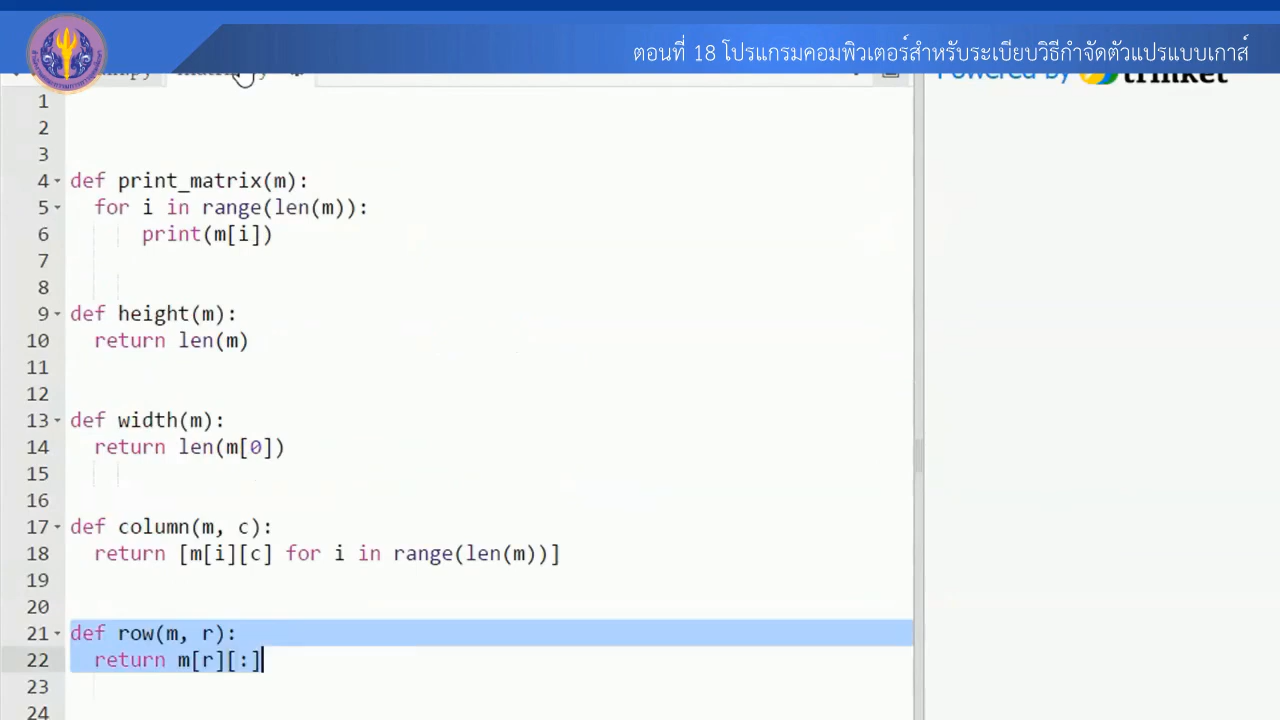 ตอนที่ 18 โปรแกรมคอมพิวเตอร์สำหรับระเบียบวิธีกำจัดตัวแปรแบบเกาส์
Powered by trinket
1
2
3
4 def print_matrix(m):
5 for i in range(len(m)):
6 print(m[i])
7
8
9 def height(m):
10 return len(m)
11
12
13 def width(m):
14 return len(m[0])
15
16
17 def column(m, c):
18 return [m[i][c] for i in range(len(m))]
19
20
21 def row(m, r):
22 return m[r][:]
23
24